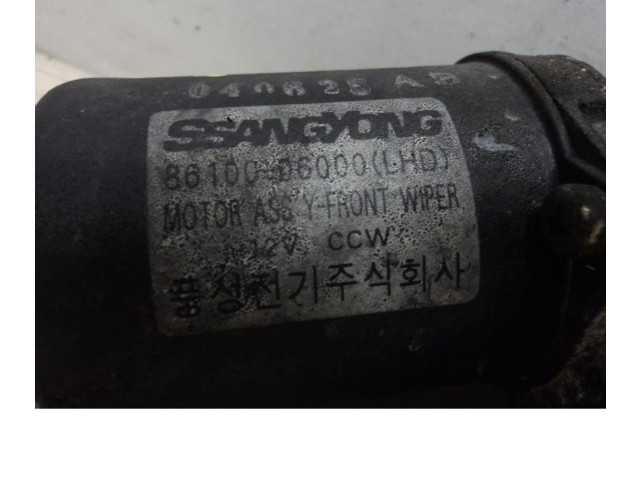 040625 AB
SSANGYONG
86100-06000(LHD)
MOTOR ASS'Y-FRONT WIPER
12V CCW
풍성전기주식회사